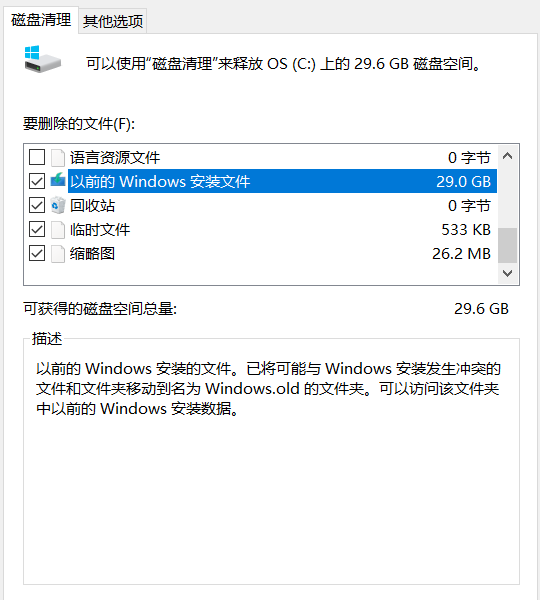 磁盘清理 其他选项
可以使用“磁盘清理”来释放 OS (C:) 上的 29.6 GB 磁盘空间。
要删除的文件(F):
语言资源文件 0 字节
以前的 Windows 安装文件 29.0 GB
回收站 0 字节
临时文件 533 KB
缩略图 26.2 MB
可获得的磁盘空间总量: 29.6 GB
描述
以前的 Windows 安装的文件。已将可能与 Windows 安装发生冲突的
文件和文件夹移动到名为 Windows.old 的文件夹。可以访问该文件夹
中以前的 Windows 安装数据。